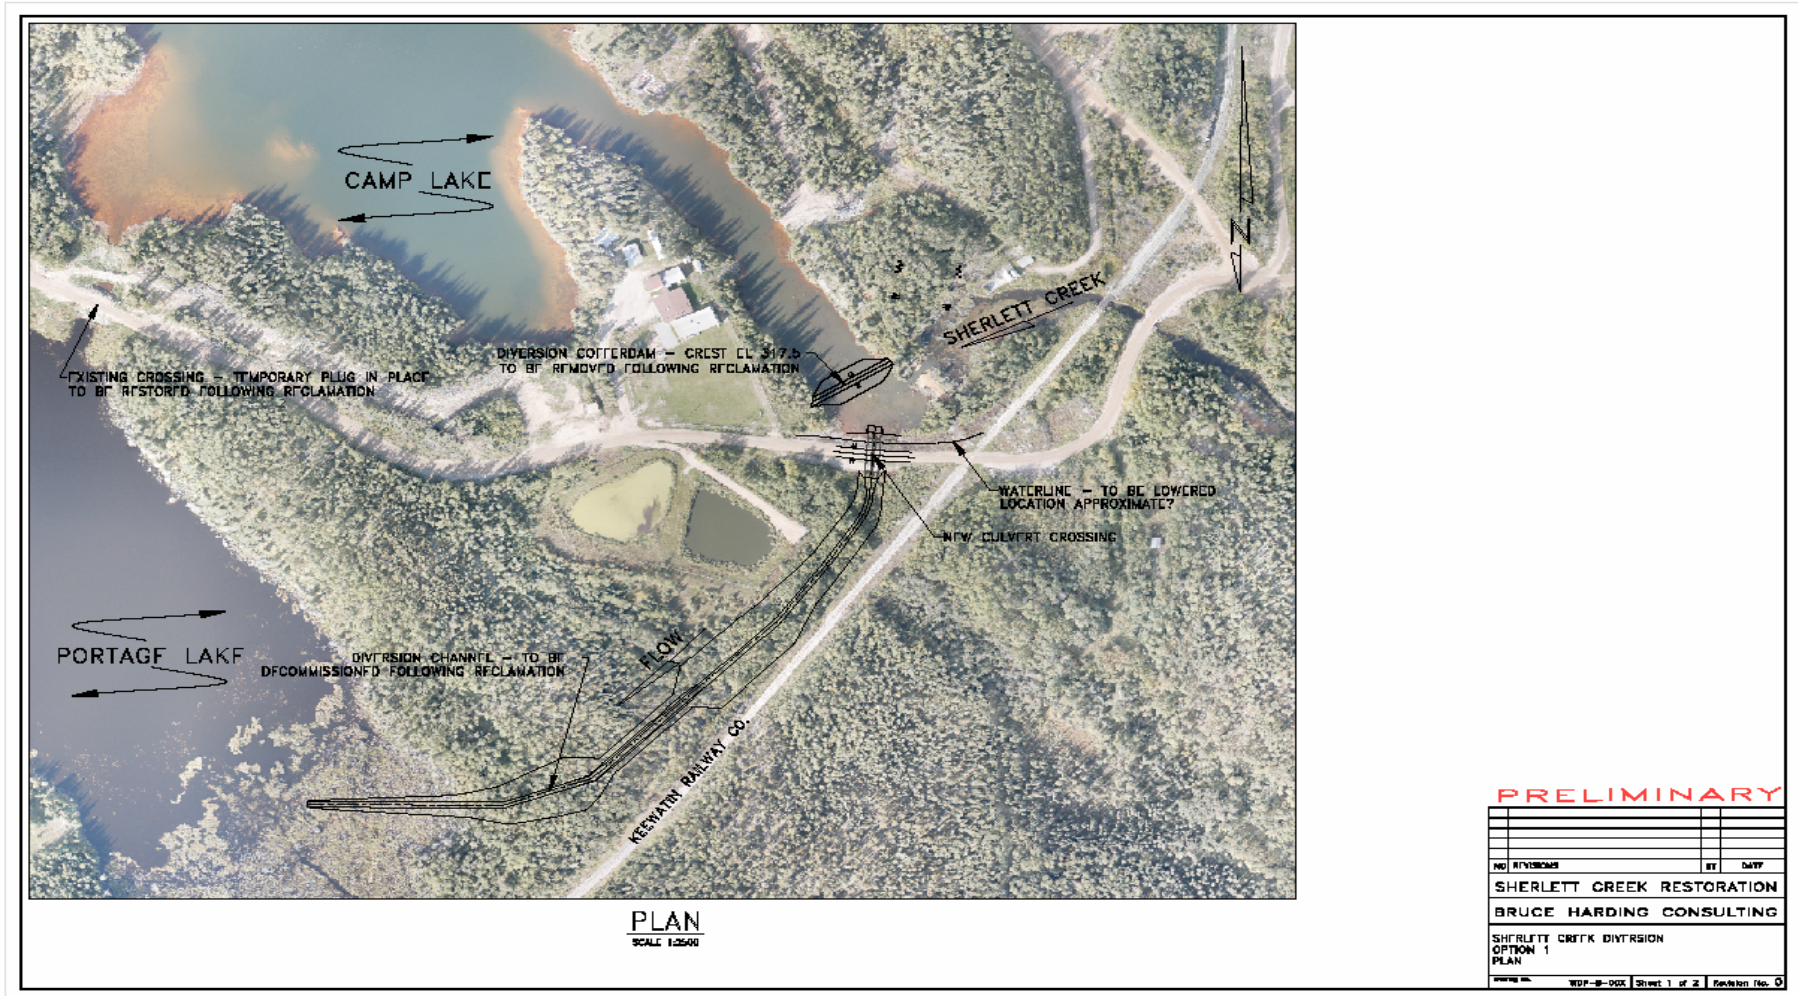 CAMP LAKE
SHERLETT CREEK
N
DIVERSION COFFERDAM - CREST EL 317.5
TO BE REMOVED FOLLOWING RECLAMATION
EXISTING CROSSING - TEMPORARY PLUG IN PLACE
TO BE RESTORED FOLLOWING RECLAMATION
WATERLINE - TO BE LOWERED
LOCATION APPROXIMATE?
NEW CULVERT CROSSING
PORTAGE LAKE
FLOW
DIVERSION CHANNEL - TO BE
DECOMMISSIONED FOLLOWING RECLAMATION
KEEWATIN RAILWAY CO.
PLAN
SCALE 1:2500
PRELIMINARY
NO REVISIONS BY DATE
SHERLETT CREEK RESTORATION
BRUCE HARDING CONSULTING
SHERLETT CREEK DIVERSION
OPTION 1
PLAN
Sheet 1 of 2 Revision No. 0